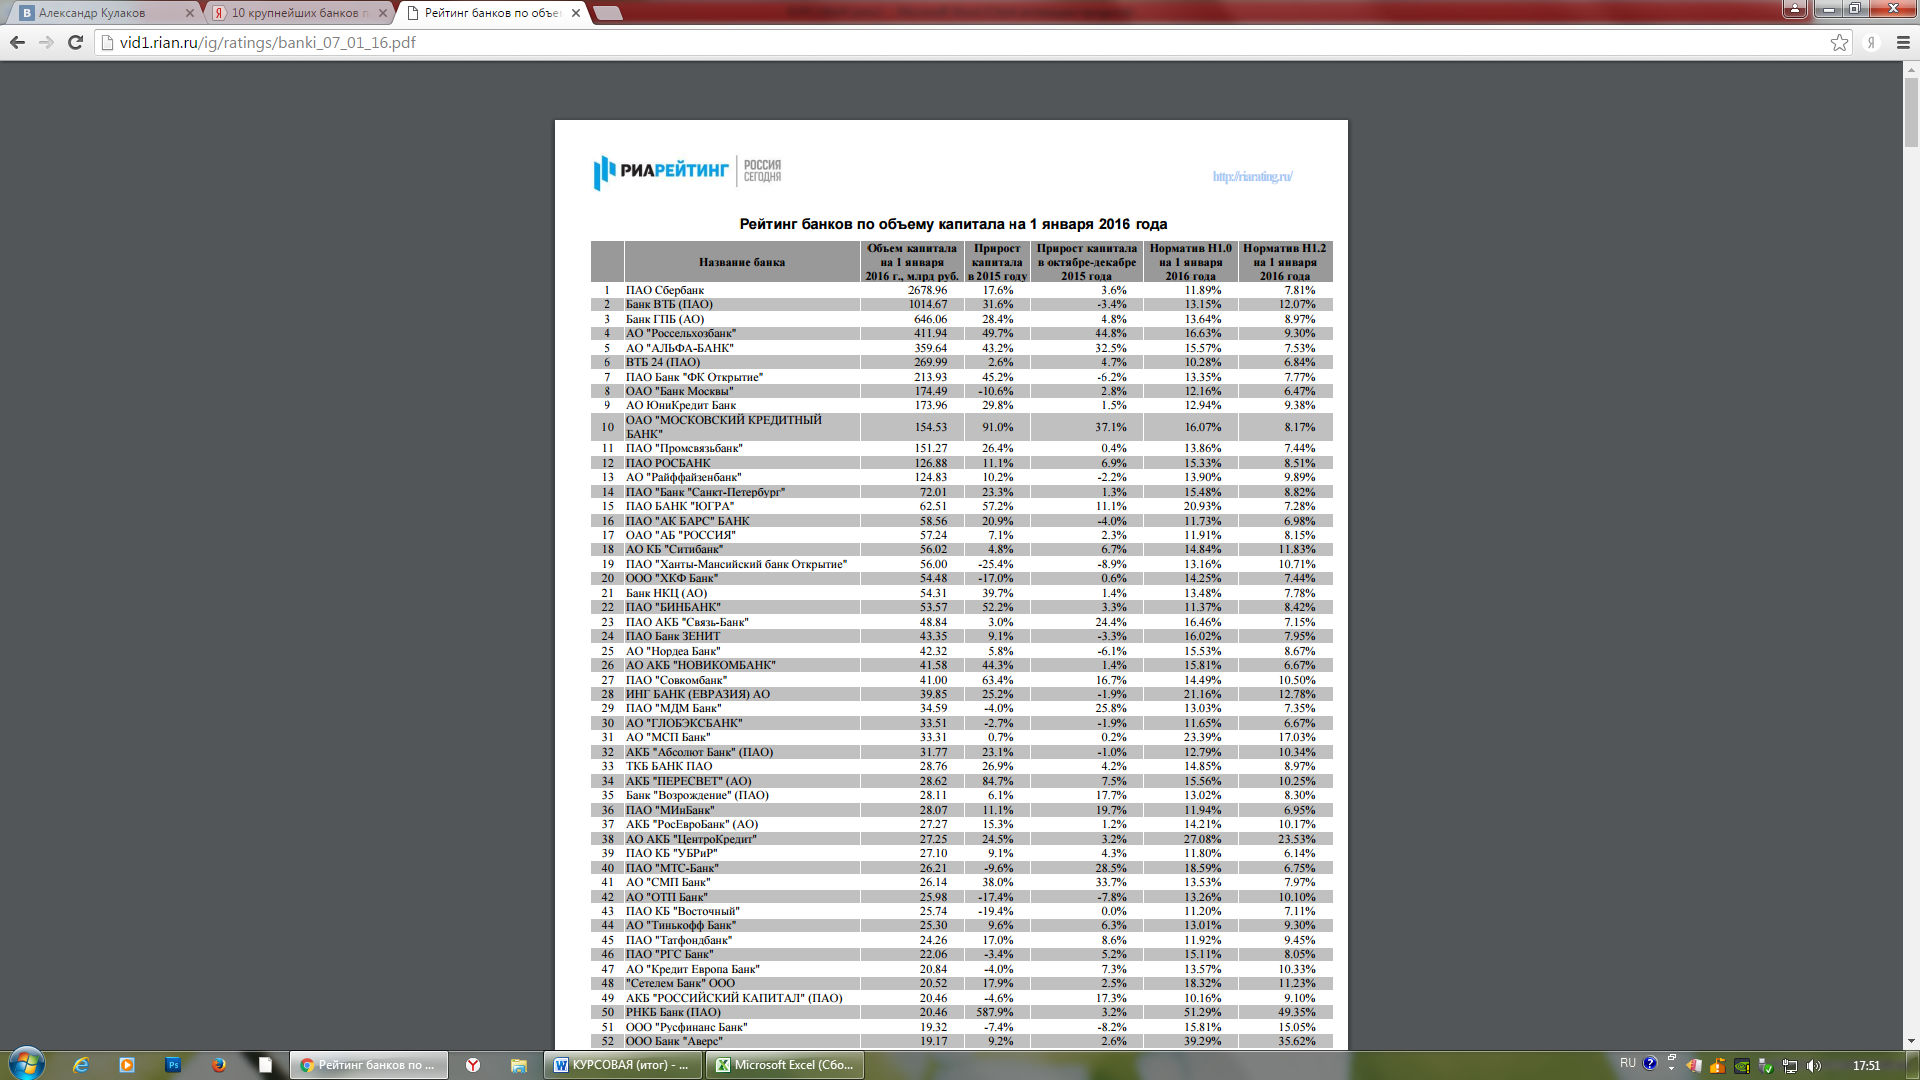 Александр Кулаков
10 крупнейших банков п
Рейтинг банков по объе
vid1.rian.ru/ig/ratings/banki_07_01_16.pdf
РИАРЕЙТИНГ РОССИЯ СЕГОДНЯ
http://riarating.ru/
Рейтинг банков по объему капитала на 1 января 2016 года
Название банка Объем капитала на 1 января 2016 г., млрд руб. Прирост капитала в 2015 году Прирост капитала в октябре-декабре 2015 года Норматив Н1.0 на 1 января 2016 года Норматив Н1.2 на 1 января 2016 года
1 ПАО Сбербанк 2678.96 17.6% 3.6% 11.89% 7.81%
2 Банк ВТБ (ПАО) 1014.67 31.6% -3.4% 13.15% 12.07%
3 Банк ГПБ (АО) 646.06 28.4% 4.8% 13.64% 8.97%
4 АО "Россельхозбанк" 411.94 49.7% 44.8% 16.63% 9.30%
5 АО "АЛЬФА-БАНК" 359.64 43.2% 32.5% 15.57% 7.53%
6 ВТБ 24 (ПАО) 269.99 2.6% 4.7% 10.28% 6.84%
7 ПАО Банк "ФК Открытие" 213.93 45.2% -6.2% 13.35% 7.77%
8 ОАО "Банк Москвы" 174.49 -10.6% 2.8% 12.16% 6.47%
9 АО ЮниКредит Банк 173.96 29.8% 1.5% 12.94% 9.38%
10 ОАО "МОСКОВСКИЙ КРЕДИТНЫЙ БАНК" 154.53 91.0% 37.1% 16.07% 8.17%
11 ПАО "Промсвязьбанк" 151.27 26.4% 0.4% 13.86% 7.44%
12 ПАО РОСБАНК 126.88 11.1% 6.9% 15.33% 8.51%
13 АО "Райффайзенбанк" 124.83 10.2% -2.2% 13.90% 9.89%
14 ПАО "Банк "Санкт-Петербург" 72.01 23.3% 1.3% 15.48% 8.82%
15 ПАО БАНК "ЮГРА" 62.51 57.2% 11.1% 20.93% 7.28%
16 ПАО "АК БАРС" БАНК 58.56 20.9% -4.0% 11.73% 6.98%
17 ОАО "АБ "РОССИЯ" 57.24 7.1% 2.3% 11.91% 8.15%
18 АО КБ "Ситибанк" 56.02 4.8% 6.7% 14.84% 11.83%
19 ПАО "Ханты-Мансийский банк Открытие" 56.00 -25.4% -8.9% 13.16% 10.71%
20 ООО "ХКФ Банк" 54.48 -17.0% 0.6% 14.25% 7.44%
21 Банк НКЦ (АО) 54.31 39.7% 1.4% 13.48% 7.78%
22 ПАО "БИНБАНК" 53.57 52.2% 3.3% 11.37% 8.42%
23 ПАО АКБ "Связь-Банк" 48.84 3.0% 24.4% 16.46% 7.15%
24 ПАО Банк ЗЕНИТ 43.35 9.1% -3.3% 16.02% 7.95%
25 АО "Нордеа Банк" 42.32 5.8% -6.1% 15.53% 8.67%
26 АО АКБ "НОВИКОМБАНК" 41.58 44.3% 1.4% 15.81% 6.67%
27 ПАО "Совкомбанк" 41.00 63.4% 16.7% 14.49% 10.50%
28 ИНГ БАНК (ЕВРАЗИЯ) АО 39.85 25.2% -1.9% 21.16% 12.78%
29 ПАО "МДМ Банк" 34.59 -4.0% 25.8% 13.03% 7.35%
30 АО "ГЛОБЭКСБАНК" 33.51 -2.7% -1.9% 11.65% 6.67%
31 АО "МСП Банк" 33.31 0.7% 0.2% 23.39% 17.03%
32 АКБ "Абсолют Банк" (ПАО) 31.77 23.1% -1.0% 12.79% 10.34%
33 ТКБ БАНК ПАО 28.76 26.9% 4.2% 14.85% 8.97%
34 АКБ "ПЕРЕСВЕТ" (АО) 28.62 84.7% 7.5% 15.56% 10.25%
35 Банк "Возрождение" (ПАО) 28.11 6.1% 17.7% 13.02% 8.30%
36 ПАО "МИнБанк" 28.07 11.1% 19.7% 11.94% 6.95%
37 АКБ "РосЕвроБанк" (АО) 27.27 15.3% 1.2% 14.21% 10.17%
38 АО АКБ "ЦентроКредит" 27.25 24.5% 3.2% 27.08% 23.53%
39 ПАО КБ "УБРиР" 27.10 9.1% 4.3% 11.80% 6.14%
40 ПАО "МТС-Банк" 26.21 -9.6% 28.5% 18.59% 6.75%
41 АО "СМП Банк" 26.14 38.0% 33.7% 13.53% 7.97%
42 АО "ОТП Банк" 25.98 -17.4% -7.8% 13.26% 10.10%
43 ПАО КБ "Восточный" 25.74 -19.4% 0.0% 11.20% 7.11%
44 АО "Тинькофф Банк" 25.30 9.6% 6.3% 13.01% 9.30%
45 ПАО "Татфондбанк" 24.26 17.0% 8.6% 11.92% 9.45%
46 ПАО "РГС Банк" 22.06 -3.4% 5.2% 15.11% 8.05%
47 АО "Кредит Европа Банк" 20.84 -4.0% 7.3% 13.57% 10.33%
48 "Сетелем Банк" ООО 20.52 17.9% 2.5% 18.32% 11.23%
49 АКБ "РОССИЙСКИЙ КАПИТАЛ" (ПАО) 20.46 -4.6% 17.3% 10.16% 9.10%
50 РНКБ Банк (ПАО) 20.46 587.9% 3.2% 51.29% 49.35%
51 ООО "Русфинанс Банк" 19.32 -7.4% -8.2% 15.81% 15.05%
52 ООО Банк "Аверс" 19.17 9.2% 2.6% 39.29% 35.62%
Рейтинг банков по ...
КУРСОВАЯ (итог) - ...
Microsoft Excel (Сбо...
RU
17:51